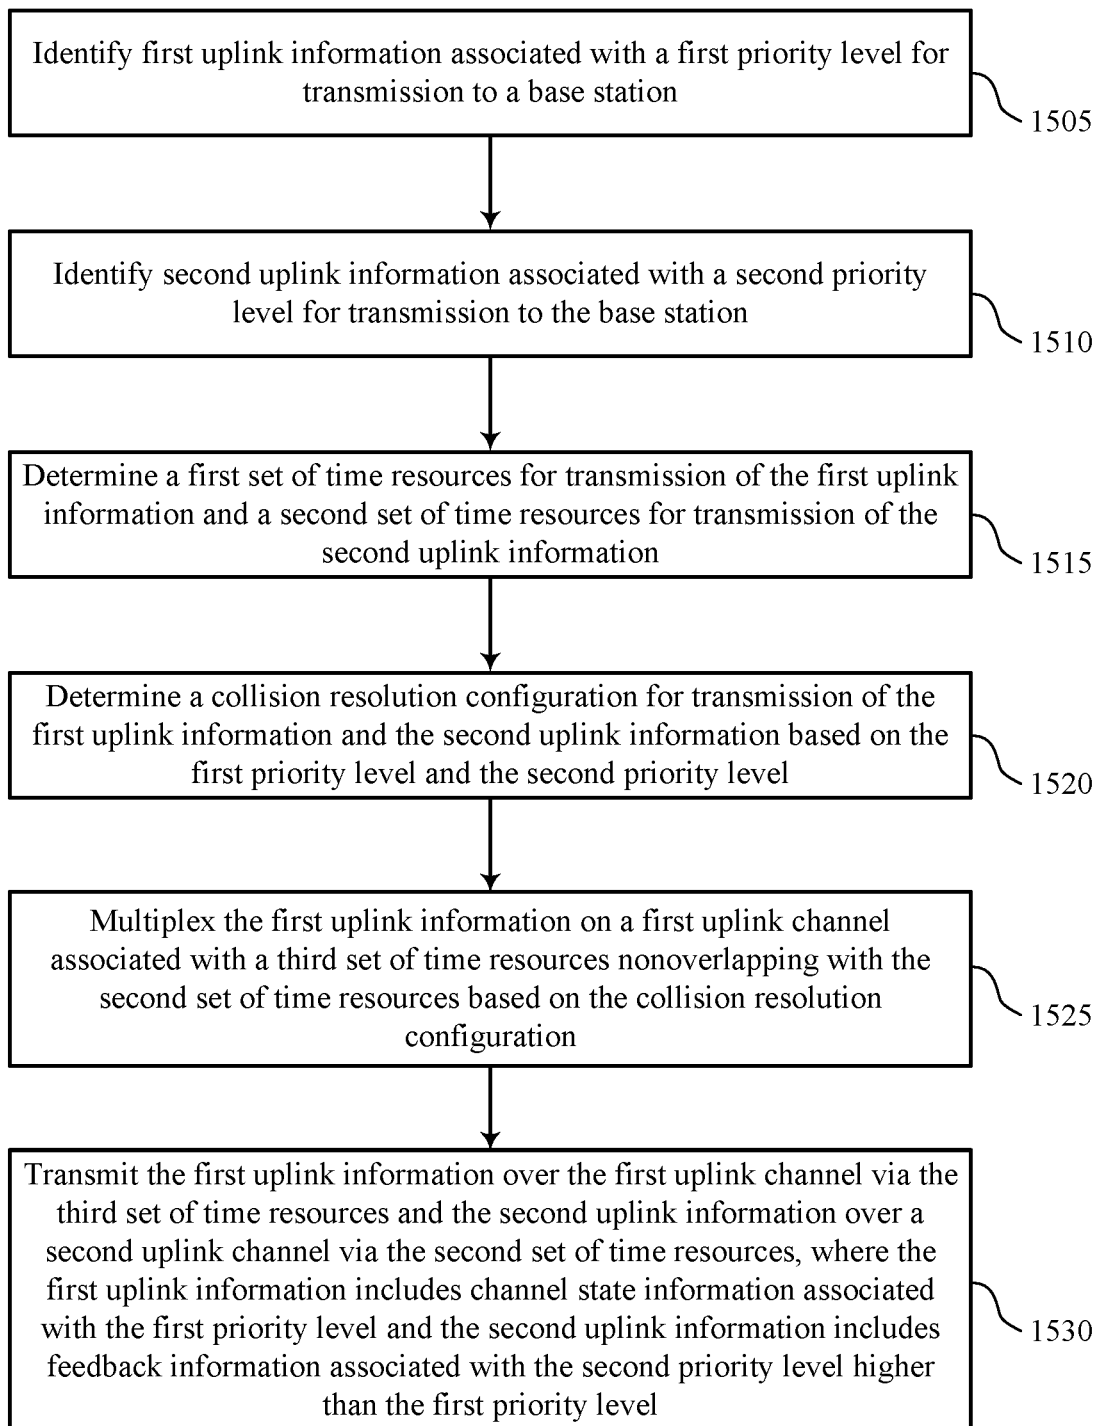 Identify first uplink information associated with a first priority level for
transmission to a base station
1505
Identify second uplink information associated with a second priority
level for transmission to the base station
1510
Determine a first set of time resources for transmission of the first uplink
information and a second set of time resources for transmission of the
second uplink information
1515
Determine a collision resolution configuration for transmission of the
first uplink information and the second uplink information based on the
first priority level and the second priority level
1520
Multiplex the first uplink information on a first uplink channel
associated with a third set of time resources nonoverlapping with the
second set of time resources based on the collision resolution
configuration
1525
Transmit the first uplink information over the first uplink channel via the
third set of time resources and the second uplink information over a
second uplink channel via the second set of time resources, where the
first uplink information includes channel state information associated
with the first priority level and the second uplink information includes
feedback information associated with the second priority level higher
than the first priority level
1530